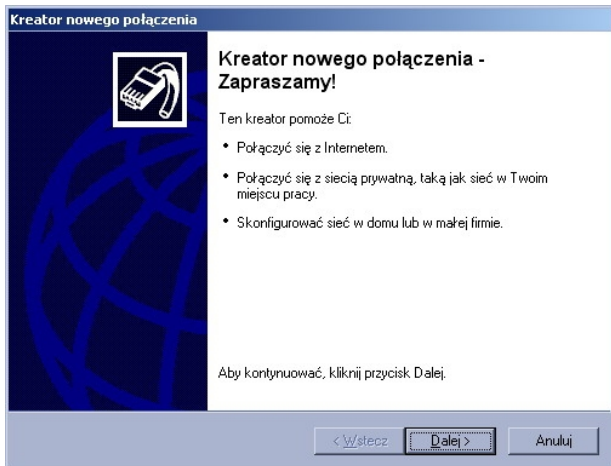 Kreator nowego połączenia
Kreator nowego połączenia -
Zapraszamy!
Ten kreator pomoże Ci:
• Połączyć się z Internetem.
• Połączyć się z siecią prywatną, taką jak sieć w Twoim
miejscu pracy.
• Skonfigurować sieć w domu lub w małej firmie.
Aby kontynuować, kliknij przycisk Dalej.
< Wstecz
Dalej >
Anuluj